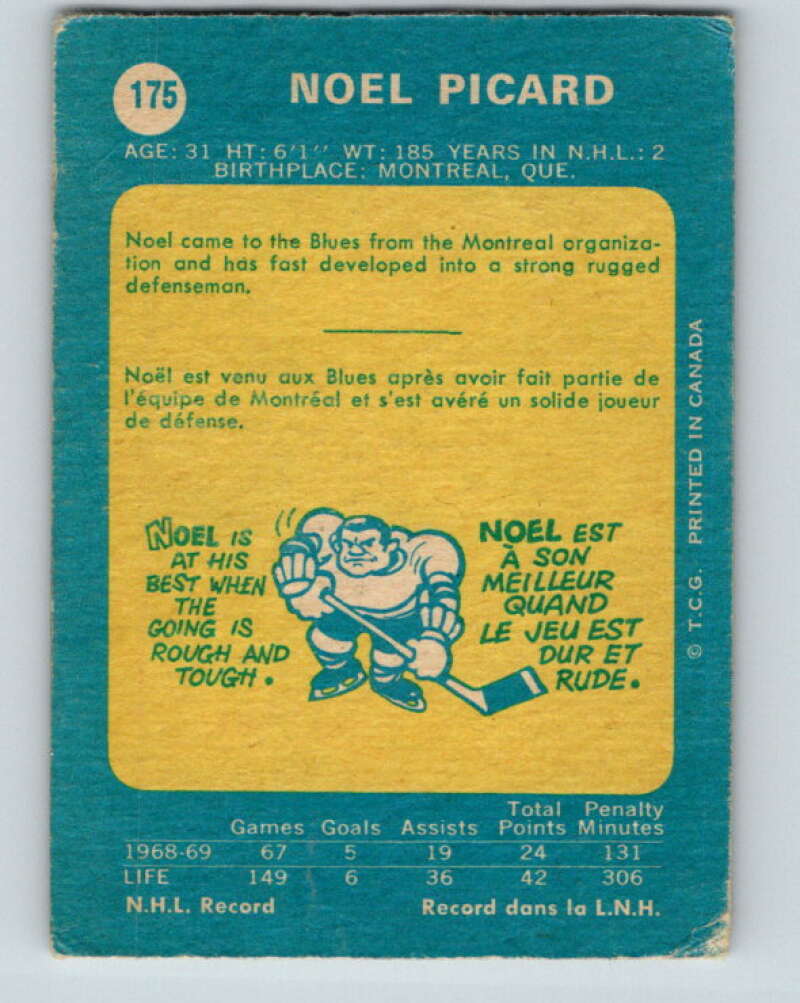 175
NOEL PICARD
AGE: 31 HT: 6'1'' WT: 185 YEARS IN N.H.L.: 2
BIRTHPLACE: MONTREAL, QUE.
Noel came to the Blues from the Montreal organiza-
tion and has fast developed into a strong rugged
defenseman.
Noël est venu aux Blues après avoir fait partie de
l'équipe de Montréal et s'est avéré un solide joueur
de défense.
NOEL IS
AT HIS
BEST WHEN
THE
GOING IS
ROUGH AND
TOUGH.
NOEL EST
À SON
MEILLEUR
QUAND
LE JEU EST
DUR ET
RUDE.
© T.C.G. PRINTED IN CANADA
Games Goals Assists Total Points Penalty Minutes
1968-69 67 5 19 24 131
LIFE 149 6 36 42 306
N.H.L. Record Record dans la L.N.H.